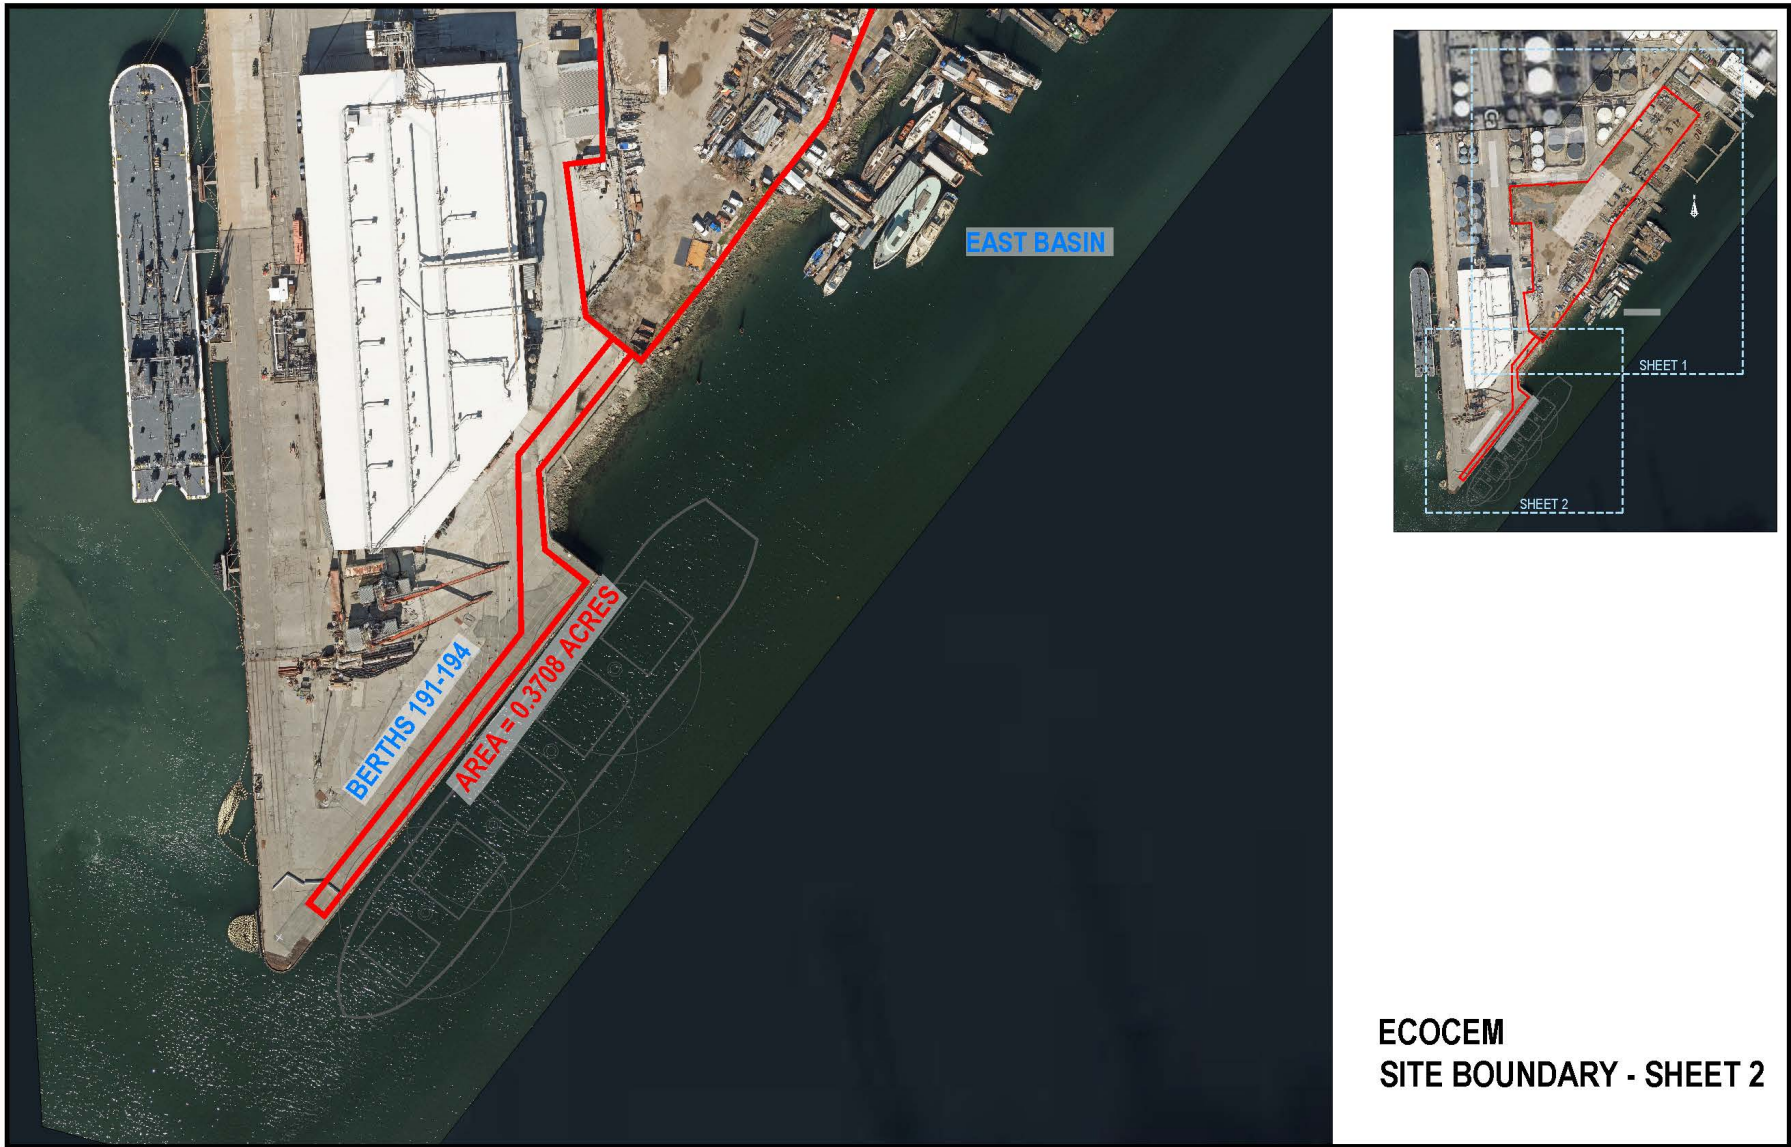 EAST BASIN
BERTHS 191-194
AREA = 0.3708 ACRES
SHEET 1
SHEET 2
ECOCEM
SITE BOUNDARY - SHEET 2